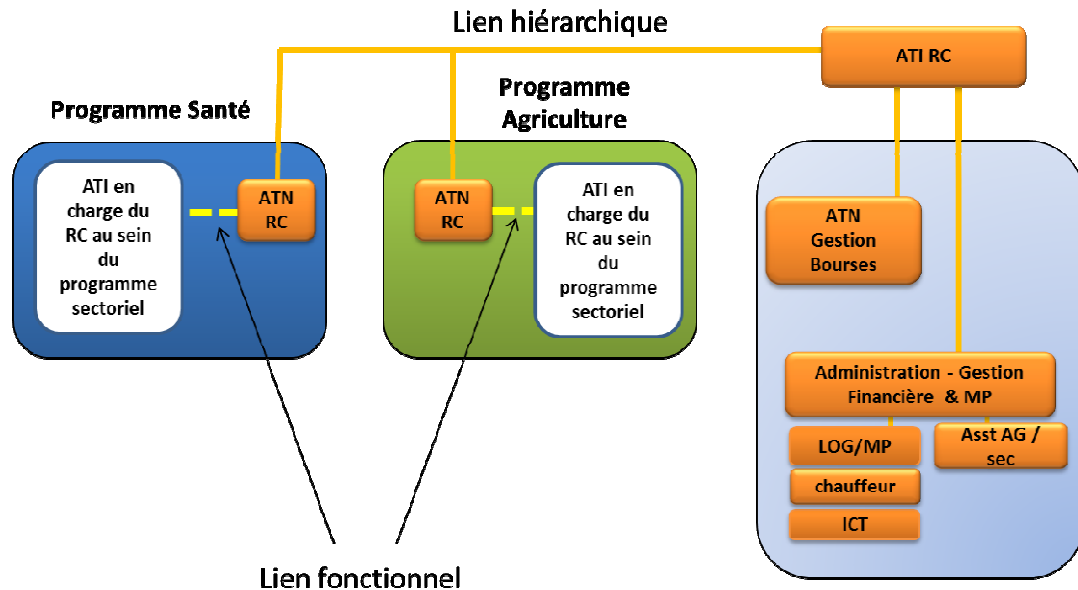 Lien hiérarchique
ATI RC
Programme Santé
Programme
Agriculture
ATI en
charge du
RC au sein
du
programme
sectoriel
ATN
RC
ATN
RC
ATI en
charge du
RC au sein
du
programme
sectoriel
ATN
Gestion
Bourses
Administration - Gestion
Financière & MP
LOG/MP
Asst AG /
sec
chauffeur
ICT
Lien fonctionnel